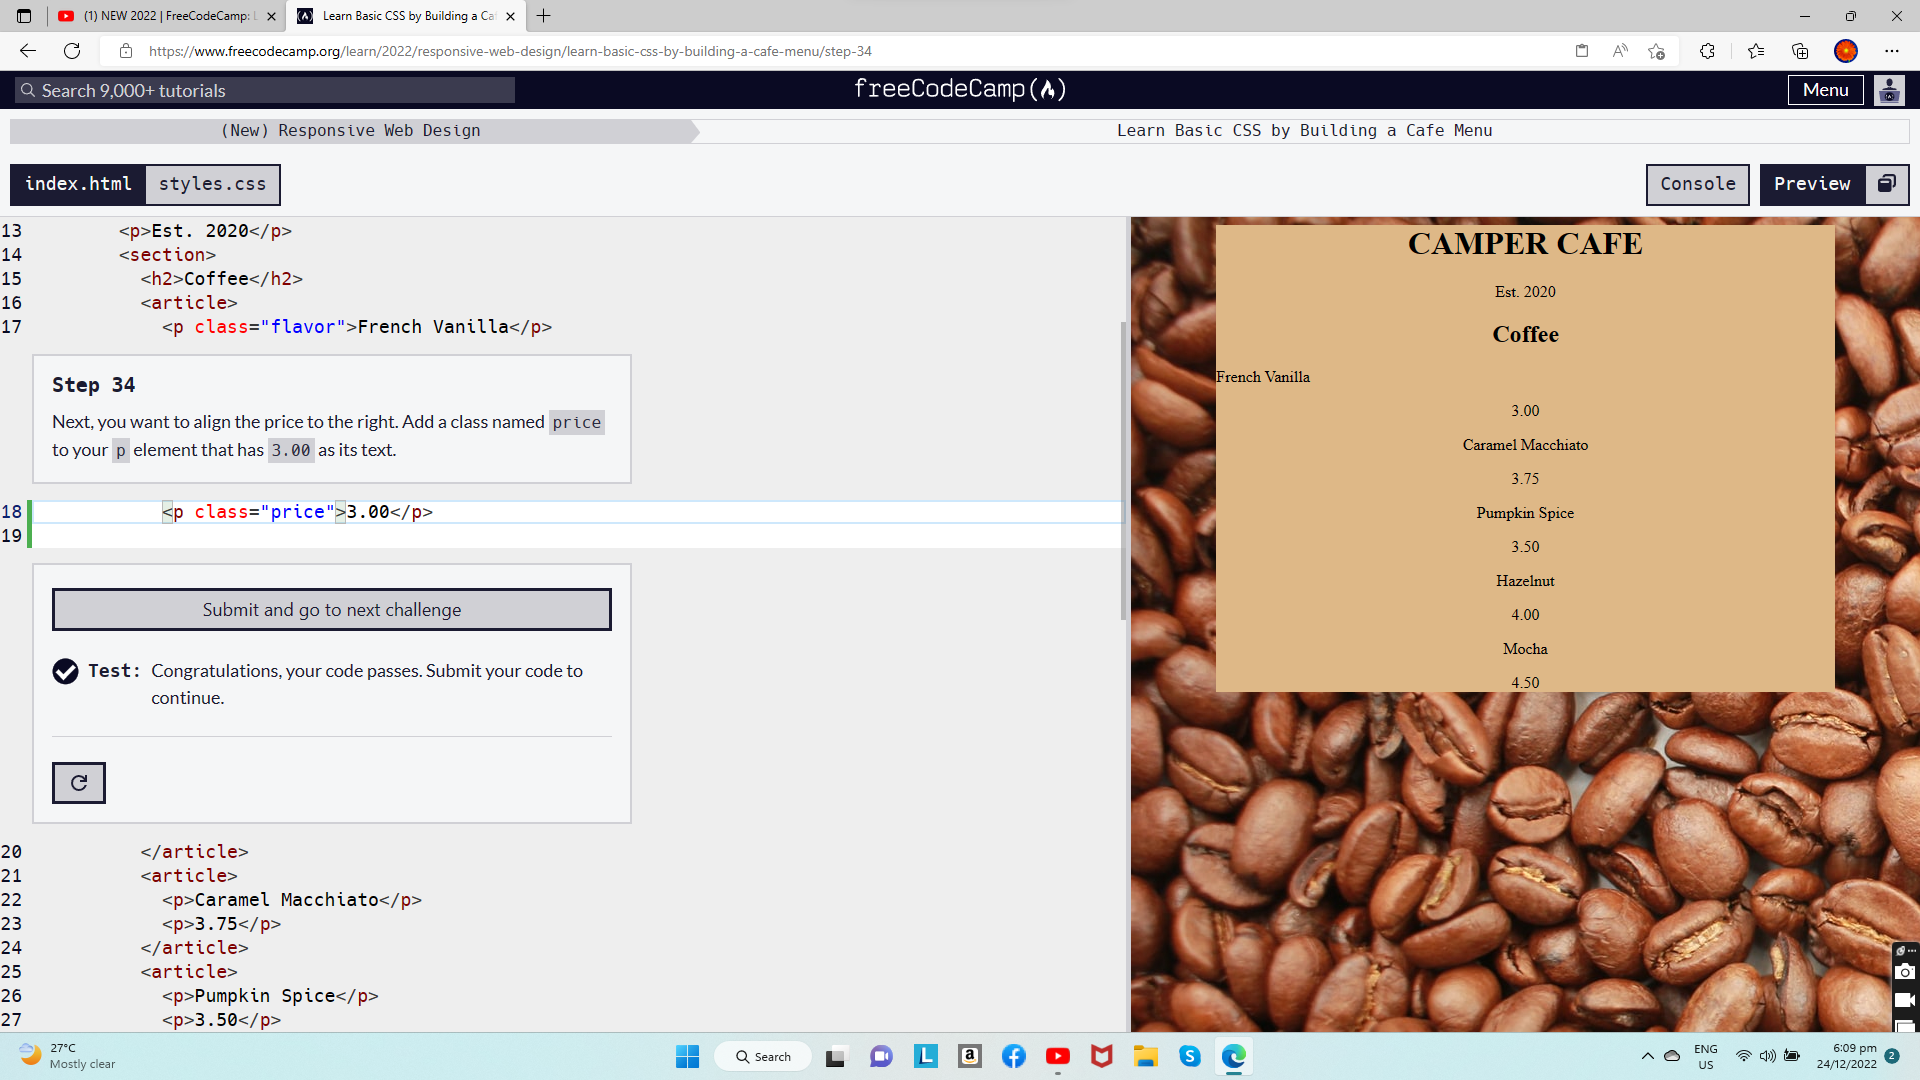 (1) NEW 2022 | FreeCodeCamp:
Learn Basic CSS by Building a Caf
https://www.freecodecamp.org/learn/2022/responsive-web-design/learn-basic-css-by-building-a-cafe-menu/step-34
Search 9,000+ tutorials
freeCodeCamp
Menu
(New) Responsive Web Design
Learn Basic CSS by Building a Cafe Menu
index.html
styles.css
Console
Preview
13 <p>Est. 2020</p>
14 <section>
15 <h2>Coffee</h2>
16 <article>
17 <p class="flavor">French Vanilla</p>
Step 34
Next, you want to align the price to the right. Add a class named price
to your p element that has 3.00 as its text.
18 <p class="price">3.00</p>
19
Submit and go to next challenge
Test: Congratulations, your code passes. Submit your code to
continue.
20 </article>
21 <article>
22 <p>Caramel Macchiato</p>
23 <p>3.75</p>
24 </article>
25 <article>
26 <p>Pumpkin Spice</p>
27 <p>3.50</p>
CAMPER CAFE
Est. 2020
Coffee
French Vanilla
3.00
Caramel Macchiato
3.75
Pumpkin Spice
3.50
Hazelnut
4.00
Mocha
4.50
27°C
Mostly clear
Search
L
a
S
ENG
US
6:09 pm
24/12/2022
2